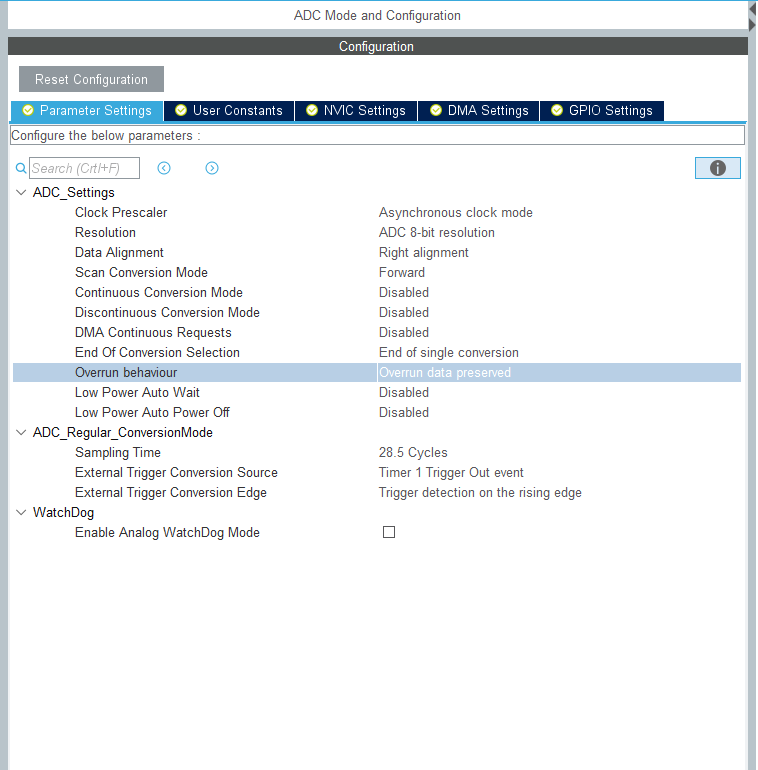 ADC Mode and Configuration
Configuration
Reset Configuration
Parameter Settings User Constants NVIC Settings DMA Settings GPIO Settings
Configure the below parameters :
Search (Crtl+F)
ADC_Settings
Clock Prescaler Asynchronous clock mode
Resolution ADC 8-bit resolution
Data Alignment Right alignment
Scan Conversion Mode Forward
Continuous Conversion Mode Disabled
Discontinuous Conversion Mode Disabled
DMA Continuous Requests Disabled
End Of Conversion Selection End of single conversion
Overrun behaviour Overrun data preserved
Low Power Auto Wait Disabled
Low Power Auto Power Off Disabled
ADC_Regular_ConversionMode
Sampling Time 28.5 Cycles
External Trigger Conversion Source Timer 1 Trigger Out event
External Trigger Conversion Edge Trigger detection on the rising edge
WatchDog
Enable Analog WatchDog Mode